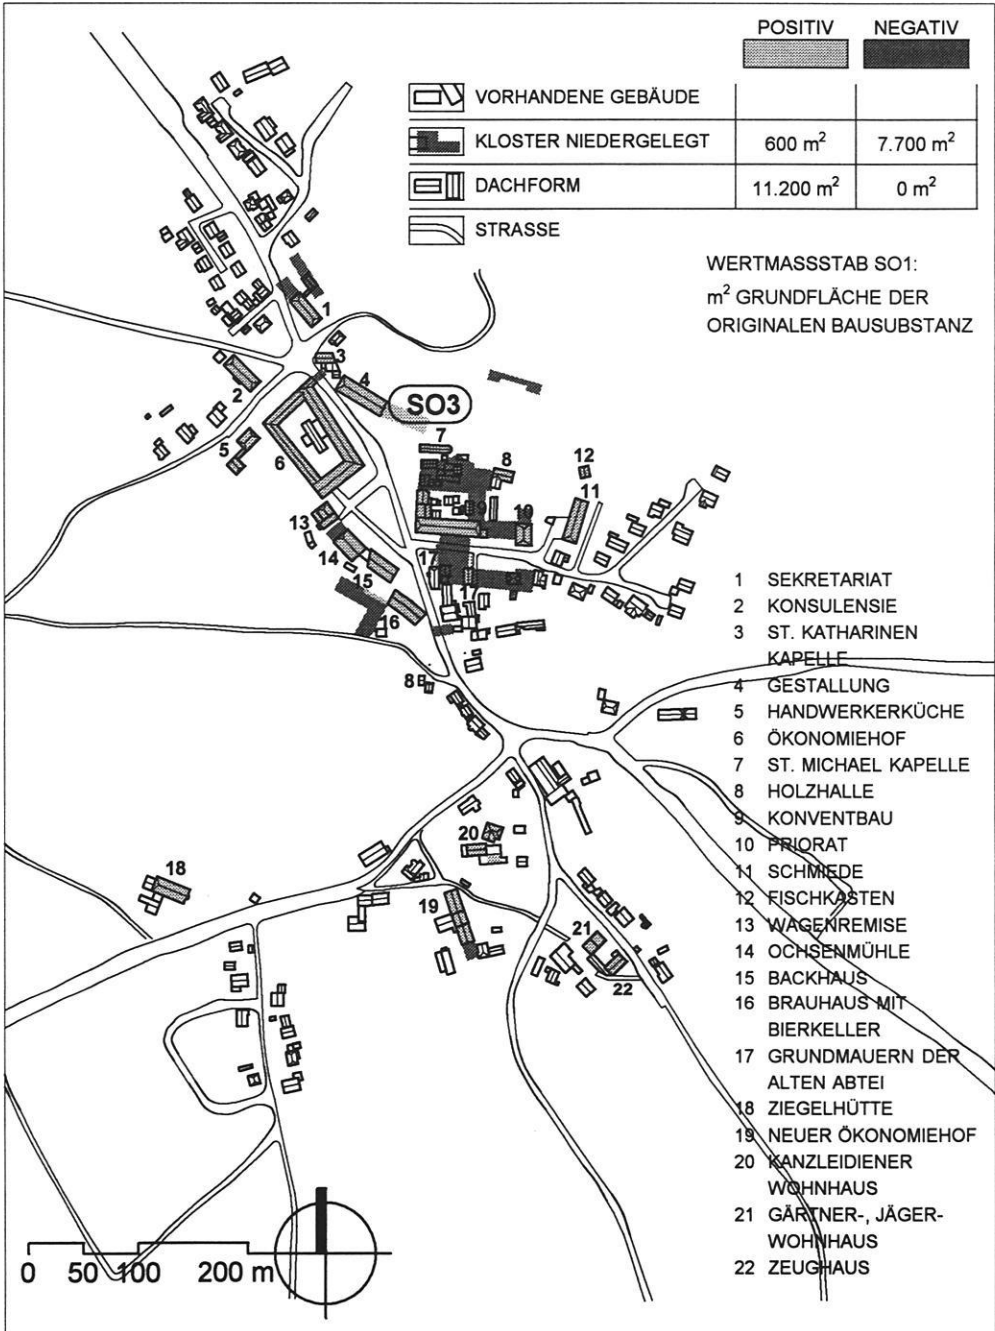 POSITIV NEGATIV
VORHANDENE GEBÄUDE
KLOSTER NIEDERGELEGT 600 m² 7.700 m²
DACHFORM 11.200 m² 0 m²
STRASSE
WERTMASSSTAB SO1:
m² GRUNDFLÄCHE DER
ORIGINALEN BAUSUBSTANZ
1
3
2
4
SO3
5
6
7
8
12
11
9
10
13
14
15
17
17
16
8
20
18
19
21
22
1 SEKRETARIAT
2 KONSULENSIE
3 ST. KATHARINEN
KAPELLE
4 GESTALLUNG
5 HANDWERKERKÜCHE
6 ÖKONOMIEHOF
7 ST. MICHAEL KAPELLE
8 HOLZHALLE
9 KONVENTBAU
10 PRIORAT
11 SCHMIEDE
12 FISCHKASTEN
13 WAGENREMISE
14 OCHSENMÜHLE
15 BACKHAUS
16 BRAUHAUS MIT
BIERKELLER
17 GRUNDMAUERN DER
ALTEN ABTEI
18 ZIEGELHÜTTE
19 NEUER ÖKONOMIEHOF
20 KANZLEIDIENER
WOHNHAUS
21 GÄRTNER-, JÄGER-
WOHNHAUS
22 ZEUGHAUS
0 50 100 200 m